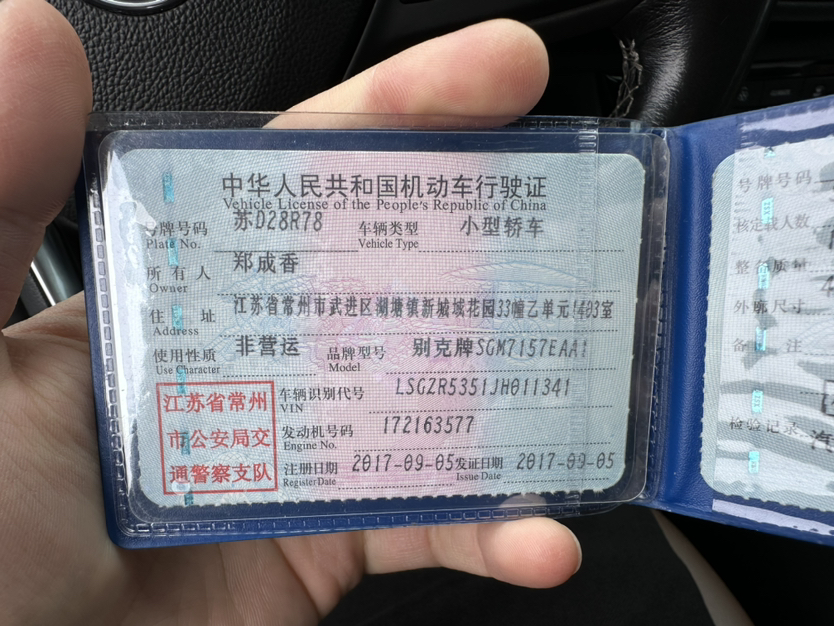 中华人民共和国机动车行驶证
Vehicle License of the People's Republic of China
号牌号码 苏D28R78 车辆类型 小型轿车
Plate No. Vehicle Type
所有人 郑成香
Owner
住址 江苏省常州市武进区湖塘镇新城域花园33幢乙单元1403室
Address
使用性质 非营运 品牌型号 别克牌SGM7157EAA1
Use Character Model
江苏省常州
市公安局交
通警察支队
车辆识别代号 LSGZR5351JH011341
VIN
发动机号码 172163577
Engine No.
注册日期 2017-09-05 发证日期 2017-09-05
Register Date Issue Date
号牌号码
核定载人数
整备质量
外廓尺寸
备注
检验记录